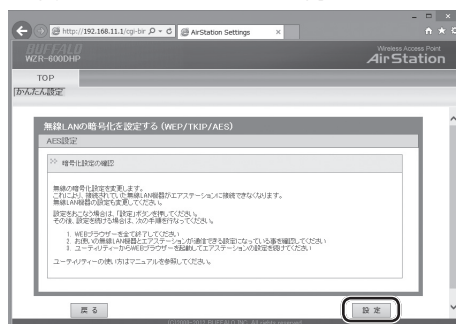 http://192.168.11.1/cgi-bir
AirStation Settings
BUFFALO
WZR-600DHP
Wireless Access Point
AirStation
TOP
かんたん設定
無線LANの暗号化を設定する (WEP/TKIP/AES)
AES設定
>> 暗号化設定の確認
無線の暗号化設定を変更します。
これにより、接続されていた無線LAN機器がエアステーションに接続できなくなります。
無線LAN機器の設定も変更してください。
設定をおこなう場合は、「設定」ボタンを押してください。
その後、設定を続ける場合は、次の手順を行なってください。
1. WEBブラウザーを全て終了してください
2. お使いの無線LAN機器とエアステーションが通信できる設定になっている事を確認してください
3. ユーティリティーからWEBブラウザーを起動してエアステーションの設定を続けてください
ユーティリティーの使い方はマニュアルを参照してください。
戻る
設定